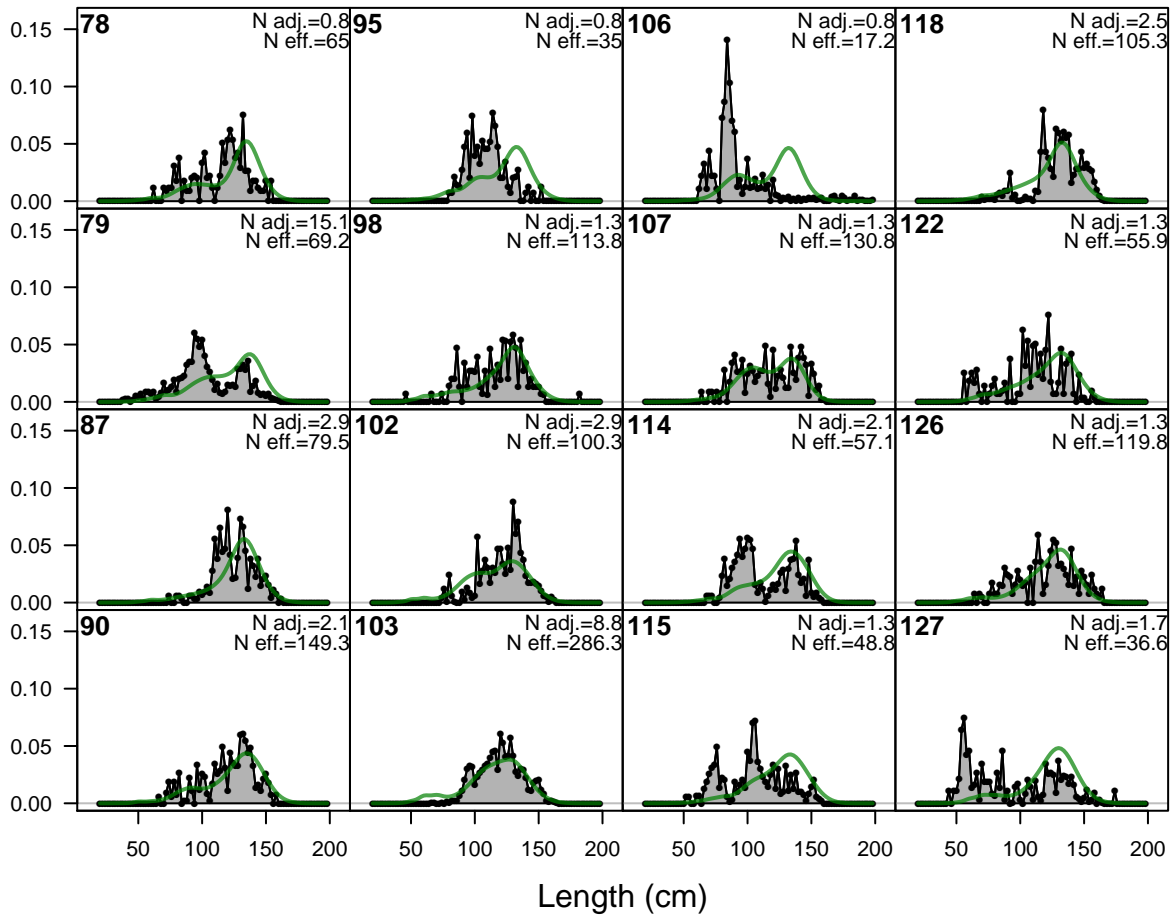 0.15 78 N adj.=0.8 95 N adj.=0.8 106 N adj.=0.8 118 N adj.=2.5
N eff.=65 N eff.=35 N eff.=17.2 N eff.=105.3
0.10
0.05
0.00
79 N adj.=15.1 98 N adj.=1.3 107 N adj.=1.3 122 N adj.=1.3
0.15 N eff.=69.2 N eff.=113.8 N eff.=130.8 N eff.=55.9
0.10
0.05
0.00
87 N adj.=2.9 102 N adj.=2.9 114 N adj.=2.1 126 N adj.=1.3
0.15 N eff.=79.5 N eff.=100.3 N eff.=57.1 N eff.=119.8
0.10
0.05
0.00
90 N adj.=2.1 103 N adj.=8.8 115 N adj.=1.3 127 N adj.=1.7
0.15 N eff.=149.3 N eff.=286.3 N eff.=48.8 N eff.=36.6
0.10
0.05
0.00
50 100 150 200 50 100 150 200 50 100 150 200 50 100 150 200
Length (cm)